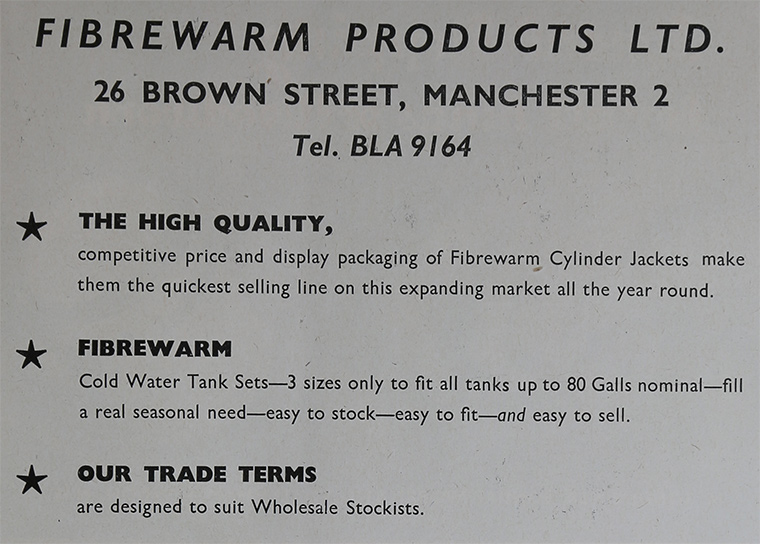 FIBREWARM PRODUCTS LTD.
26 BROWN STREET, MANCHESTER 2
Tel. BLA 9164
★ THE HIGH QUALITY,
competitive price and display packaging of Fibrewarm Cylinder Jackets make
them the quickest selling line on this expanding market all the year round.
★ FIBREWARM
Cold Water Tank Sets—3 sizes only to fit all tanks up to 80 Galls nominal—fill
a real seasonal need—easy to stock—easy to fit—and easy to sell.
★ OUR TRADE TERMS
are designed to suit Wholesale Stockists.